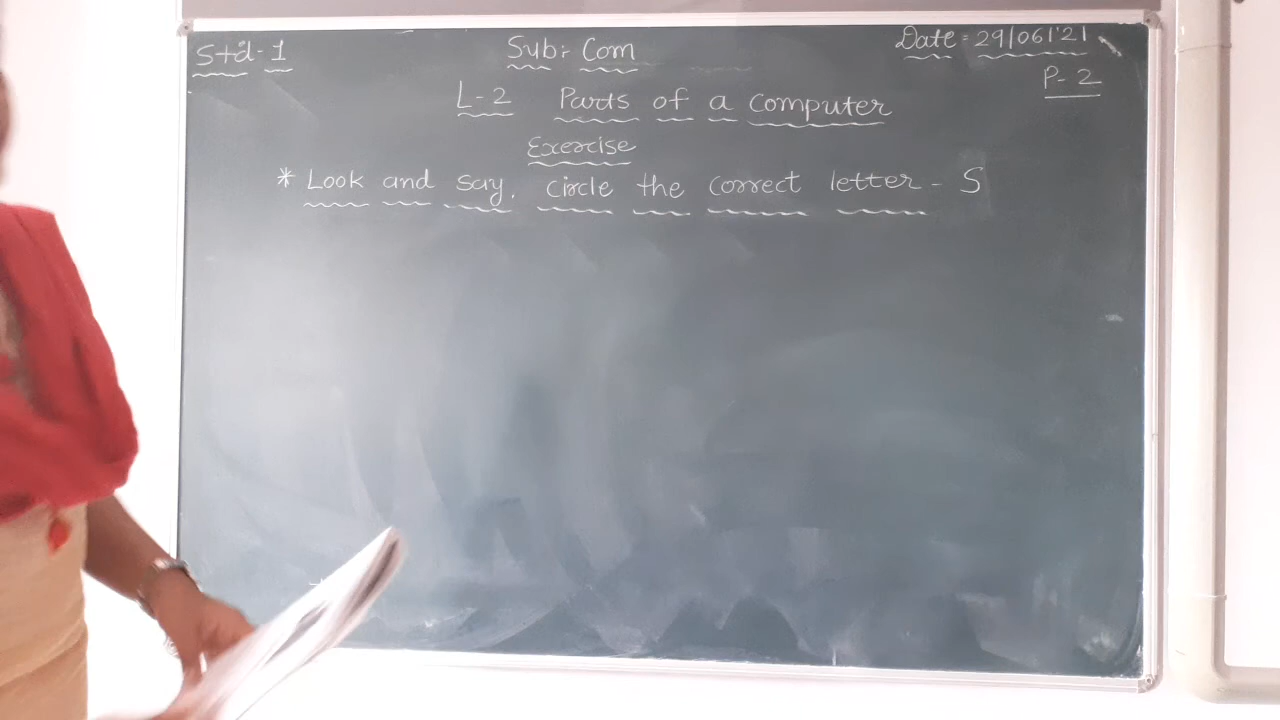 Std-1 Sub: Com Date: 29/06/21
P-2
L-2 Parts of a computer
Exercise
* Look and say. circle the correct letter - S